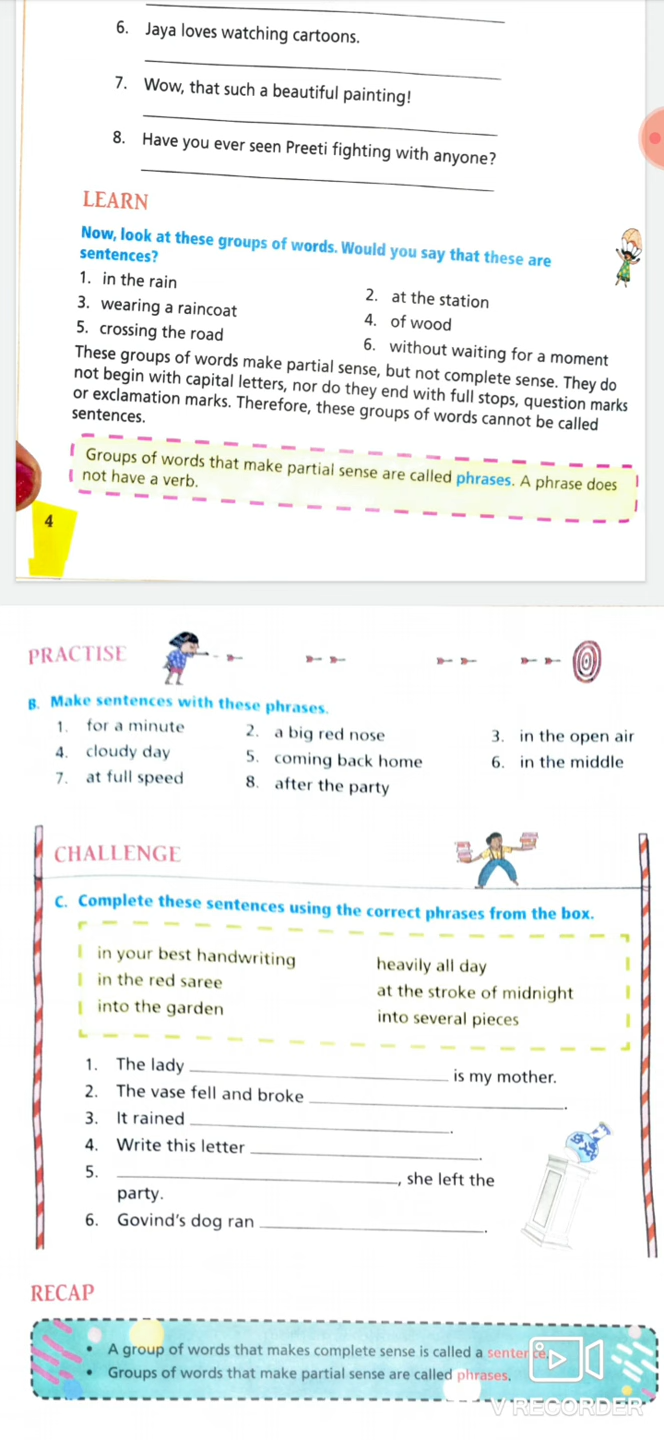 6. Jaya loves watching cartoons.
7. Wow, that such a beautiful painting!
8. Have you ever seen Preeti fighting with anyone?
LEARN
Now, look at these groups of words. Would you say that these are
sentences?
1. in the rain
2. at the station
3. wearing a raincoat
4. of wood
5. crossing the road
6. without waiting for a moment
These groups of words make partial sense, but not complete sense. They do
not begin with capital letters, nor do they end with full stops, question marks
or exclamation marks. Therefore, these groups of words cannot be called
sentences.
Groups of words that make partial sense are called phrases. A phrase does
not have a verb.
4
PRACTISE
B. Make sentences with these phrases.
1. for a minute 2. a big red nose 3. in the open air
4. cloudy day 5. coming back home 6. in the middle
7. at full speed 8. after the party
CHALLENGE
C. Complete these sentences using the correct phrases from the box.
in your best handwriting heavily all day
in the red saree at the stroke of midnight
into the garden into several pieces
1. The lady ____ is my mother.
2. The vase fell and broke ____.
3. It rained ____.
4. Write this letter ____.
5. ____, she left the
party.
6. Govind's dog ran ____.
RECAP
• A group of words that makes complete sense is called a
• Groups of words that make partial sense are called phrases.
V RECORDER